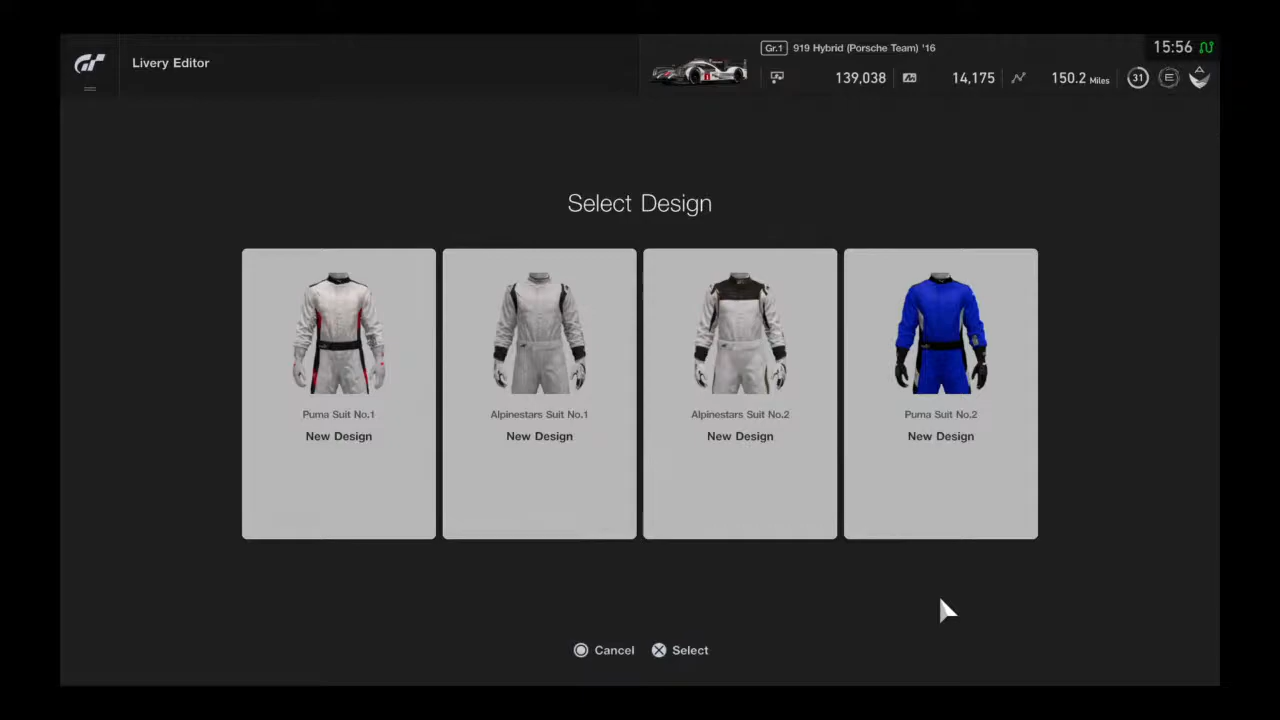 Livery Editor
Gr.1 919 Hybrid (Porsche Team) '16
15:56
139,038 14,175 150.2 Miles 31 E
Select Design
Puma Suit No.1
New Design
Alpinestars Suit No.1
New Design
Alpinestars Suit No.2
New Design
Puma Suit No.2
New Design
Cancel Select